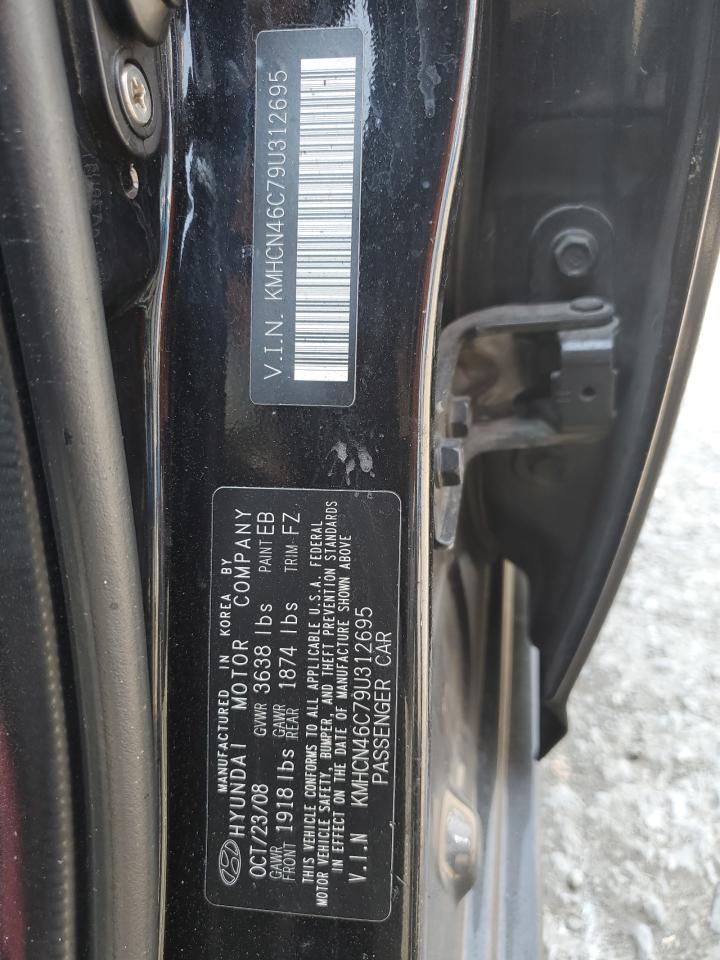 V.I.N. KMHCN46C79U312695
MANUFACTURED IN KOREA BY
HYUNDAI MOTOR COMPANY
OCT/23/08 GVWR 3638 lbs PAINT EB
GAWR FRONT 1918 lbs GAWR REAR 1874 lbs TRIM FZ
THIS VEHICLE CONFORMS TO ALL APPLICABLE U.S.A. FEDERAL
MOTOR VEHICLE SAFETY, BUMPER, AND THEFT PREVENTION STANDARDS
IN EFFECT ON THE DATE OF MANUFACTURE SHOWN ABOVE
V.I.N KMHCN46C79U312695
PASSENGER CAR